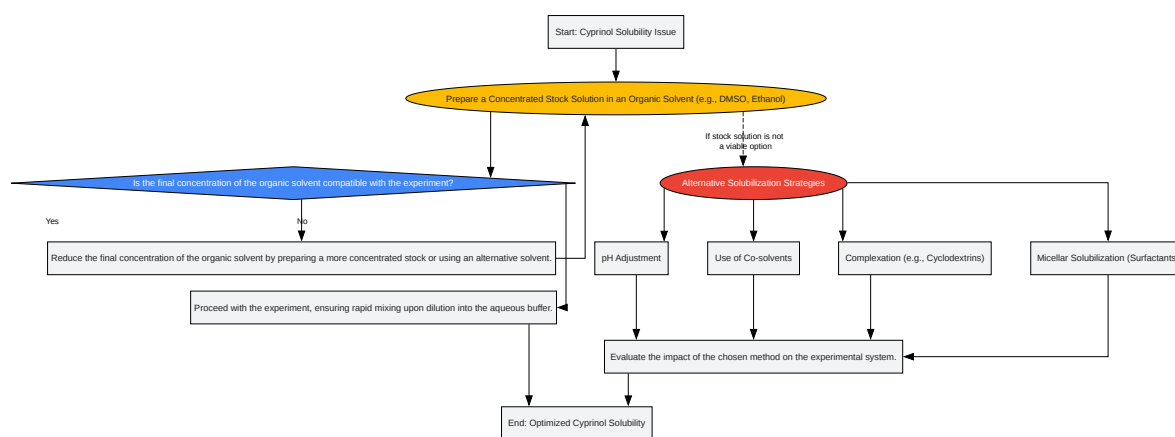 Start: Cyprinol Solubility Issue
Prepare a Concentrated Stock Solution in an Organic Solvent (e.g., DMSO, Ethanol)
If stock solution is not
a viable option
Is the final concentration of the organic solvent compatible with the experiment?
Alternative Solubilization Strategies
Yes
No
Reduce the final concentration of the organic solvent by preparing a more concentrated stock or using an alternative solvent.
pH Adjustment
Use of Co-solvents
Complexation (e.g., Cyclodextrins)
Micellar Solubilization (Surfactants
Proceed with the experiment, ensuring rapid mixing upon dilution into the aqueous buffer.
Evaluate the impact of the chosen method on the experimental system.
End: Optimized Cyprinol Solubility